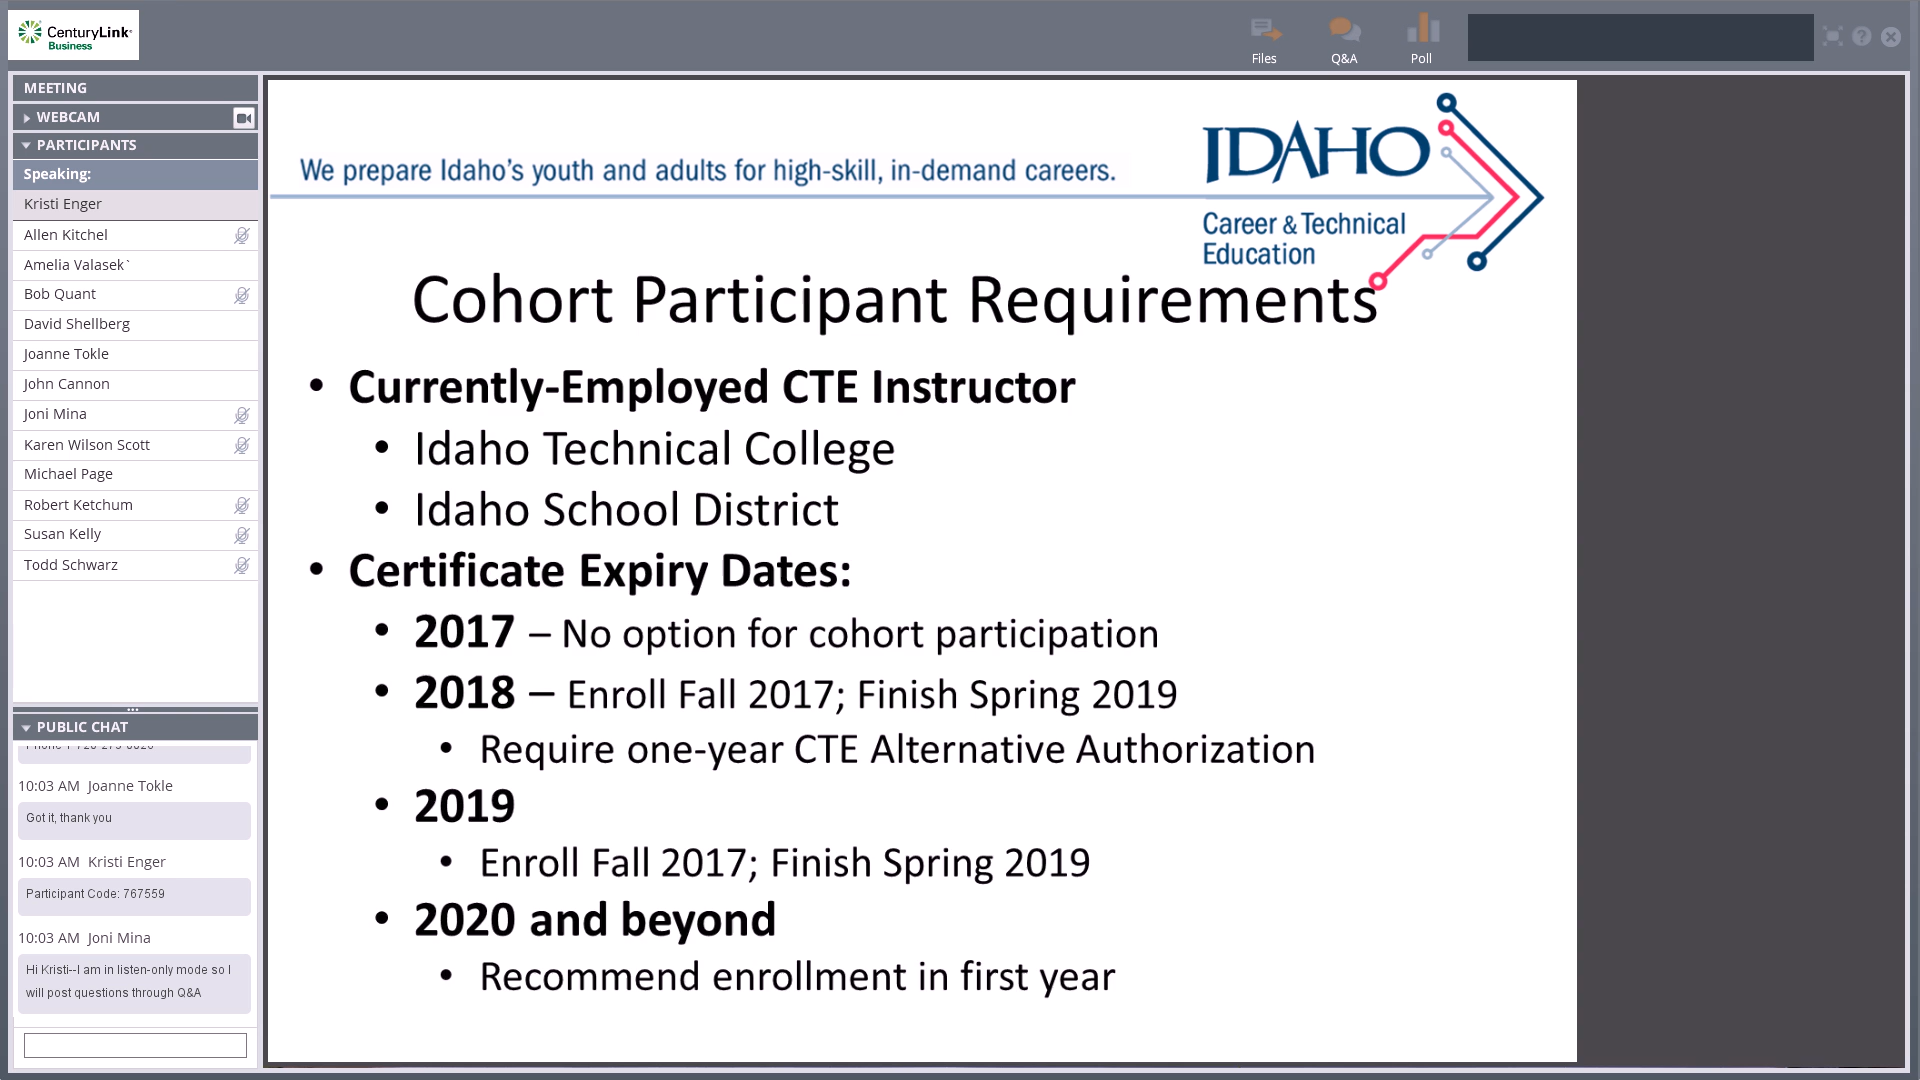 CenturyLink
Business
Files
Q&A
Poll
MEETING
WEBCAM
PARTICIPANTS
Speaking:
Kristi Enger
Allen Kitchel
Amelia Valasek`
Bob Quant
David Shellberg
Joanne Tokle
John Cannon
Joni Mina
Karen Wilson Scott
Michael Page
Robert Ketchum
Susan Kelly
Todd Schwarz
PUBLIC CHAT
10:03 AM Joanne Tokle
Got it, thank you
10:03 AM Kristi Enger
Participant Code: 767559
10:03 AM Joni Mina
Hi Kristi--I am in listen-only mode so I
will post questions through Q&A
We prepare Idaho's youth and adults for high-skill, in-demand careers.
IDAHO
Career & Technical
Education
Cohort Participant Requirements
• Currently-Employed CTE Instructor
• Idaho Technical College
• Idaho School District
• Certificate Expiry Dates:
• 2017 – No option for cohort participation
• 2018 – Enroll Fall 2017; Finish Spring 2019
• Require one-year CTE Alternative Authorization
• 2019
• Enroll Fall 2017; Finish Spring 2019
• 2020 and beyond
• Recommend enrollment in first year